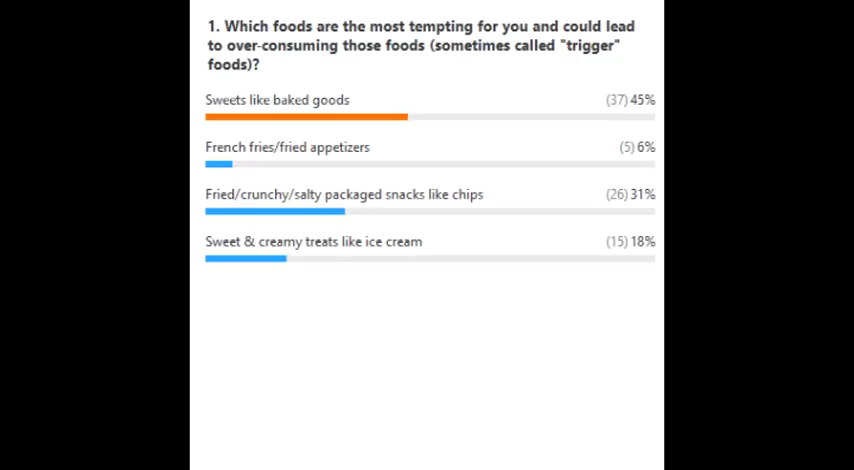 1. Which foods are the most tempting for you and could lead
to over-consuming those foods (sometimes called "trigger"
foods)?
Sweets like baked goods (37) 45%
French fries/fried appetizers (5) 6%
Fried/crunchy/salty packaged snacks like chips (26) 31%
Sweet & creamy treats like ice cream (15) 18%